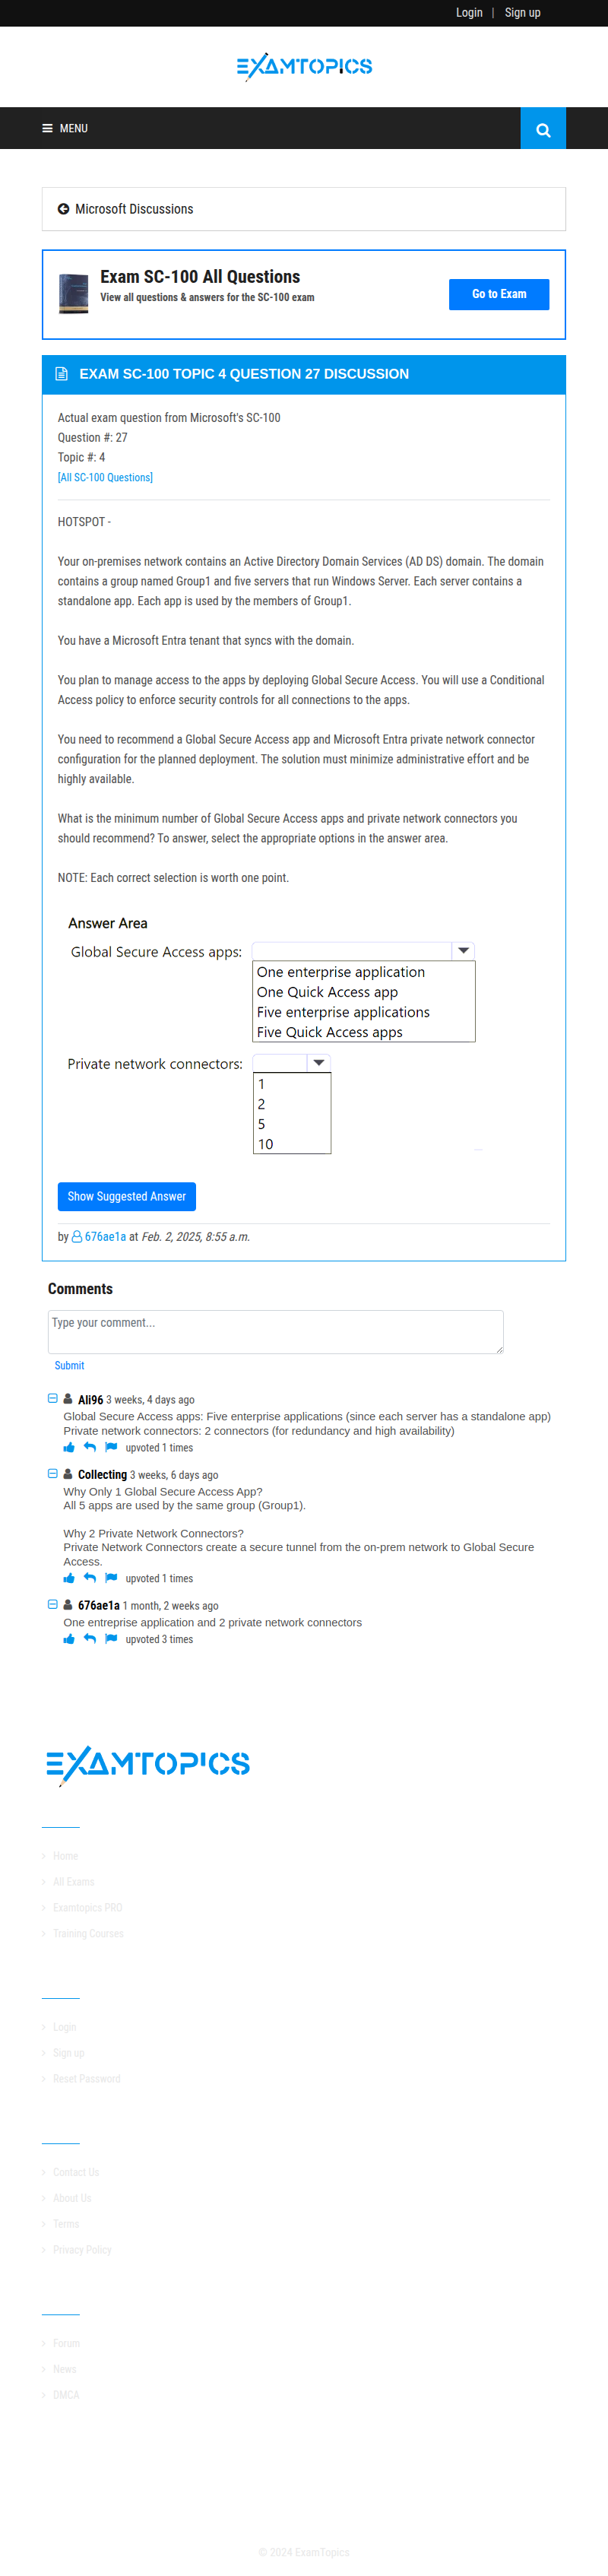 Login | Sign up
EXAMTOPICS
MENU
Microsoft Discussions
Exam SC-100 All Questions
View all questions & answers for the SC-100 exam
Go to Exam
EXAM SC-100 TOPIC 4 QUESTION 27 DISCUSSION
Actual exam question from Microsoft's SC-100
Question #: 27
Topic #: 4
[All SC-100 Questions]
HOTSPOT -
Your on-premises network contains an Active Directory Domain Services (AD DS) domain. The domain
contains a group named Group1 and five servers that run Windows Server. Each server contains a
standalone app. Each app is used by the members of Group1.
You have a Microsoft Entra tenant that syncs with the domain.
You plan to manage access to the apps by deploying Global Secure Access. You will use a Conditional
Access policy to enforce security controls for all connections to the apps.
You need to recommend a Global Secure Access app and Microsoft Entra private network connector
configuration for the planned deployment. The solution must minimize administrative effort and be
highly available.
What is the minimum number of Global Secure Access apps and private network connectors you
should recommend? To answer, select the appropriate options in the answer area.
NOTE: Each correct selection is worth one point.
Answer Area
Global Secure Access apps:
One enterprise application
One Quick Access app
Five enterprise applications
Five Quick Access apps
Private network connectors:
1
2
5
10
Show Suggested Answer
by 676ae1a at Feb. 2, 2025, 8:55 a.m.
Comments
Type your comment...
Submit
Ali96 3 weeks, 4 days ago
Global Secure Access apps: Five enterprise applications (since each server has a standalone app)
Private network connectors: 2 connectors (for redundancy and high availability)
upvoted 1 times
Collecting 3 weeks, 6 days ago
Why Only 1 Global Secure Access App?
All 5 apps are used by the same group (Group1).
Why 2 Private Network Connectors?
Private Network Connectors create a secure tunnel from the on-prem network to Global Secure
Access.
upvoted 1 times
676ae1a 1 month, 2 weeks ago
One entreprise application and 2 private network connectors
upvoted 3 times
EXAMTOPICS
Home
All Exams
Examtopics PRO
Training Courses
Login
Sign up
Reset Password
Contact Us
About Us
Terms
Privacy Policy
Forum
News
DMCA
© 2024 ExamTopics